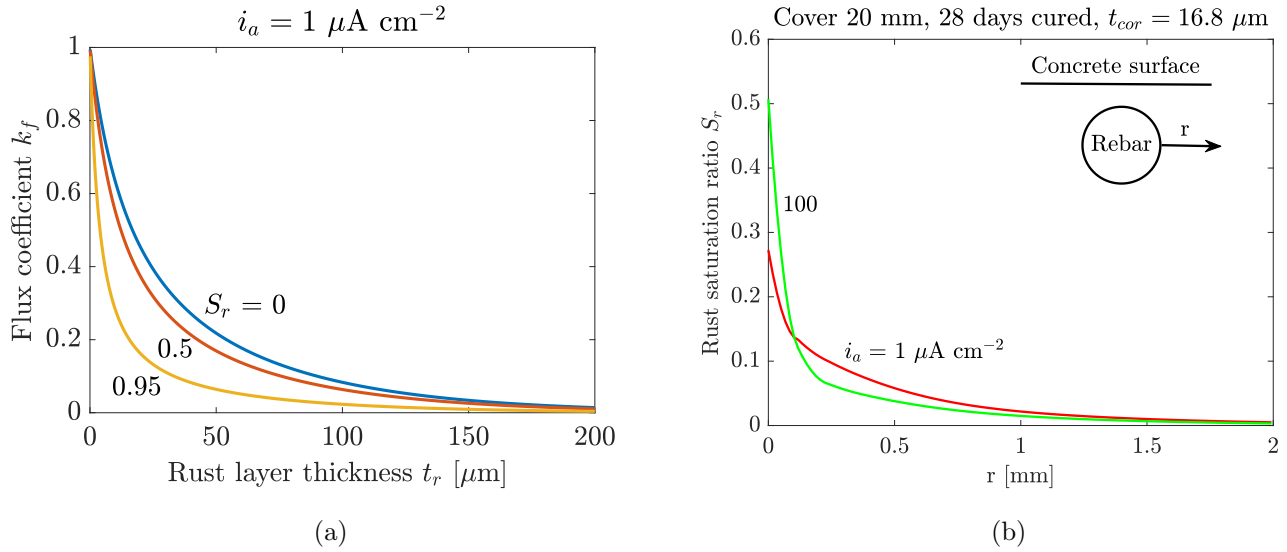 i_a = 1 μA cm⁻²
1
0.8
0.6
0.4
0.2
0
Flux coefficient k_f
S_r = 0
0.5
0.95
0
50
100
150
200
Rust layer thickness t_r [μm]
(a)
Cover 20 mm, 28 days cured, t_cor = 16.8 μm
0.6
0.5
0.4
0.3
0.2
0.1
0
Rust saturation ratio S_r
Concrete surface
Rebar
r
100
i_a = 1 μA cm⁻²
0
0.5
1
1.5
2
r [mm]
(b)